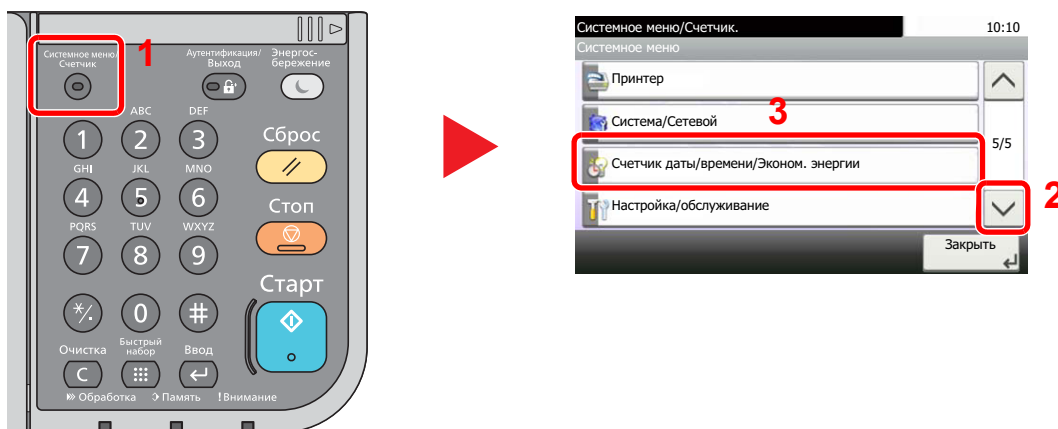 Системное меню/
Счетчик
1
Аутентификация/
Выход
Энергос-
бережение
ABC
DEF
1
2
3
Сброс
GHI
JKL
MNO
4
5
6
Стоп
PQRS
TUV
WXYZ
7
8
9
Старт
*/.
0
#
Очистка
Быстрый
набор
Ввод
C
Обработка
Память
!Внимание
Системное меню/Счетчик.
10:10
Системное меню
Принтер
Система/Сетевой
3
5/5
Счетчик даты/времени/Эконом. энергии
Настройка/обслуживание
2
Закрыть